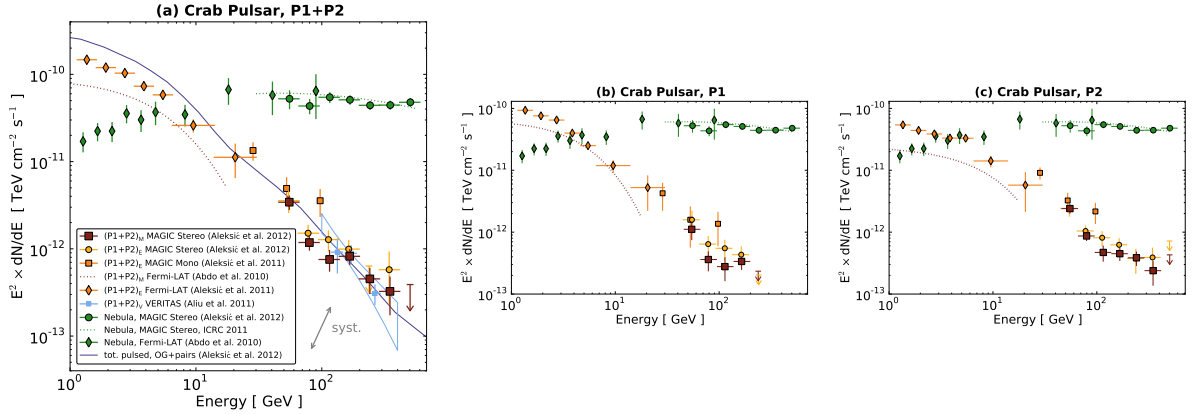 (a) Crab Pulsar, P1+P2
E² × dN/dE [ TeV cm⁻² s⁻¹ ]
10⁻¹⁰
10⁻¹¹
10⁻¹²
10⁻¹³
(P1+P2)_M MAGIC Stereo (Aleksić et al. 2012)
(P1+P2)_E MAGIC Stereo (Aleksić et al. 2012)
(P1+P2)_E MAGIC Mono (Aleksić et al. 2011)
(P1+P2)_M Fermi-LAT (Abdo et al. 2010)
(P1+P2)_E Fermi-LAT (Aleksić et al. 2011)
(P1+P2)_V VERITAS (Aliu et al. 2011)
Nebula, MAGIC Stereo (Aleksić et al. 2012)
Nebula, MAGIC Stereo, ICRC 2011
Nebula, Fermi-LAT (Abdo et al. 2010)
tot. pulsed, OG+pairs (Aleksić et al. 2012)
syst.
10⁰ 10¹ 10²
Energy [ GeV ]
(b) Crab Pulsar, P1
E² × dN/dE [ TeV cm⁻² s⁻¹ ]
10⁻¹⁰
10⁻¹¹
10⁻¹²
10⁻¹³
10⁰ 10¹ 10²
Energy [ GeV ]
(c) Crab Pulsar, P2
E² × dN/dE [ TeV cm⁻² s⁻¹ ]
10⁻¹⁰
10⁻¹¹
10⁻¹²
10⁻¹³
10⁰ 10¹ 10²
Energy [ GeV ]